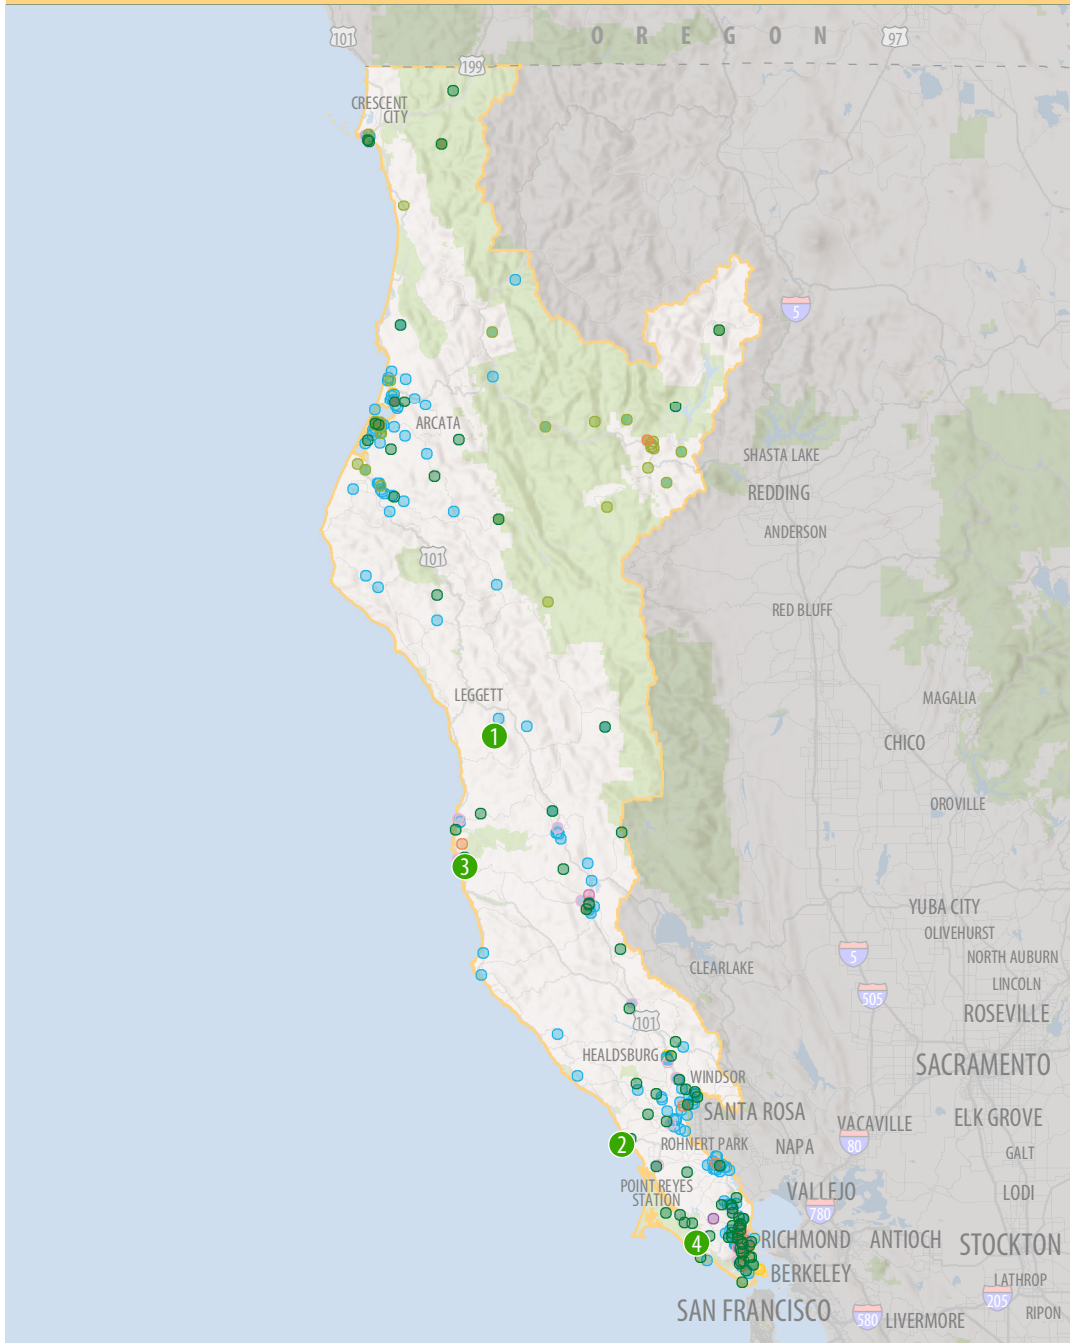 101
O R E G O N
97
199
CRESCENT
CITY
5
ARCATA
SHASTA LAKE
REDDING
ANDERSON
101
RED BLUFF
LEGGETT
MAGALIA
1
CHICO
OROVILLE
3
YUBA CITY
OLIVEHURST
5
NORTH AUBURN
CLEARLAKE
LINCOLN
505
ROSEVILLE
101
HEALDSBURG
SACRAMENTO
WINDSOR
SANTA ROSA
ELK GROVE
VACAVILLE
80
2
ROHNERT PARK
NAPA
GALT
POINT REYES
STATION
VALLEJO
LODI
780
4
RICHMOND
ANTIOCH
STOCKTON
BERKELEY
LATHROP
205
SAN FRANCISCO
580
LIVERMORE
RIPON